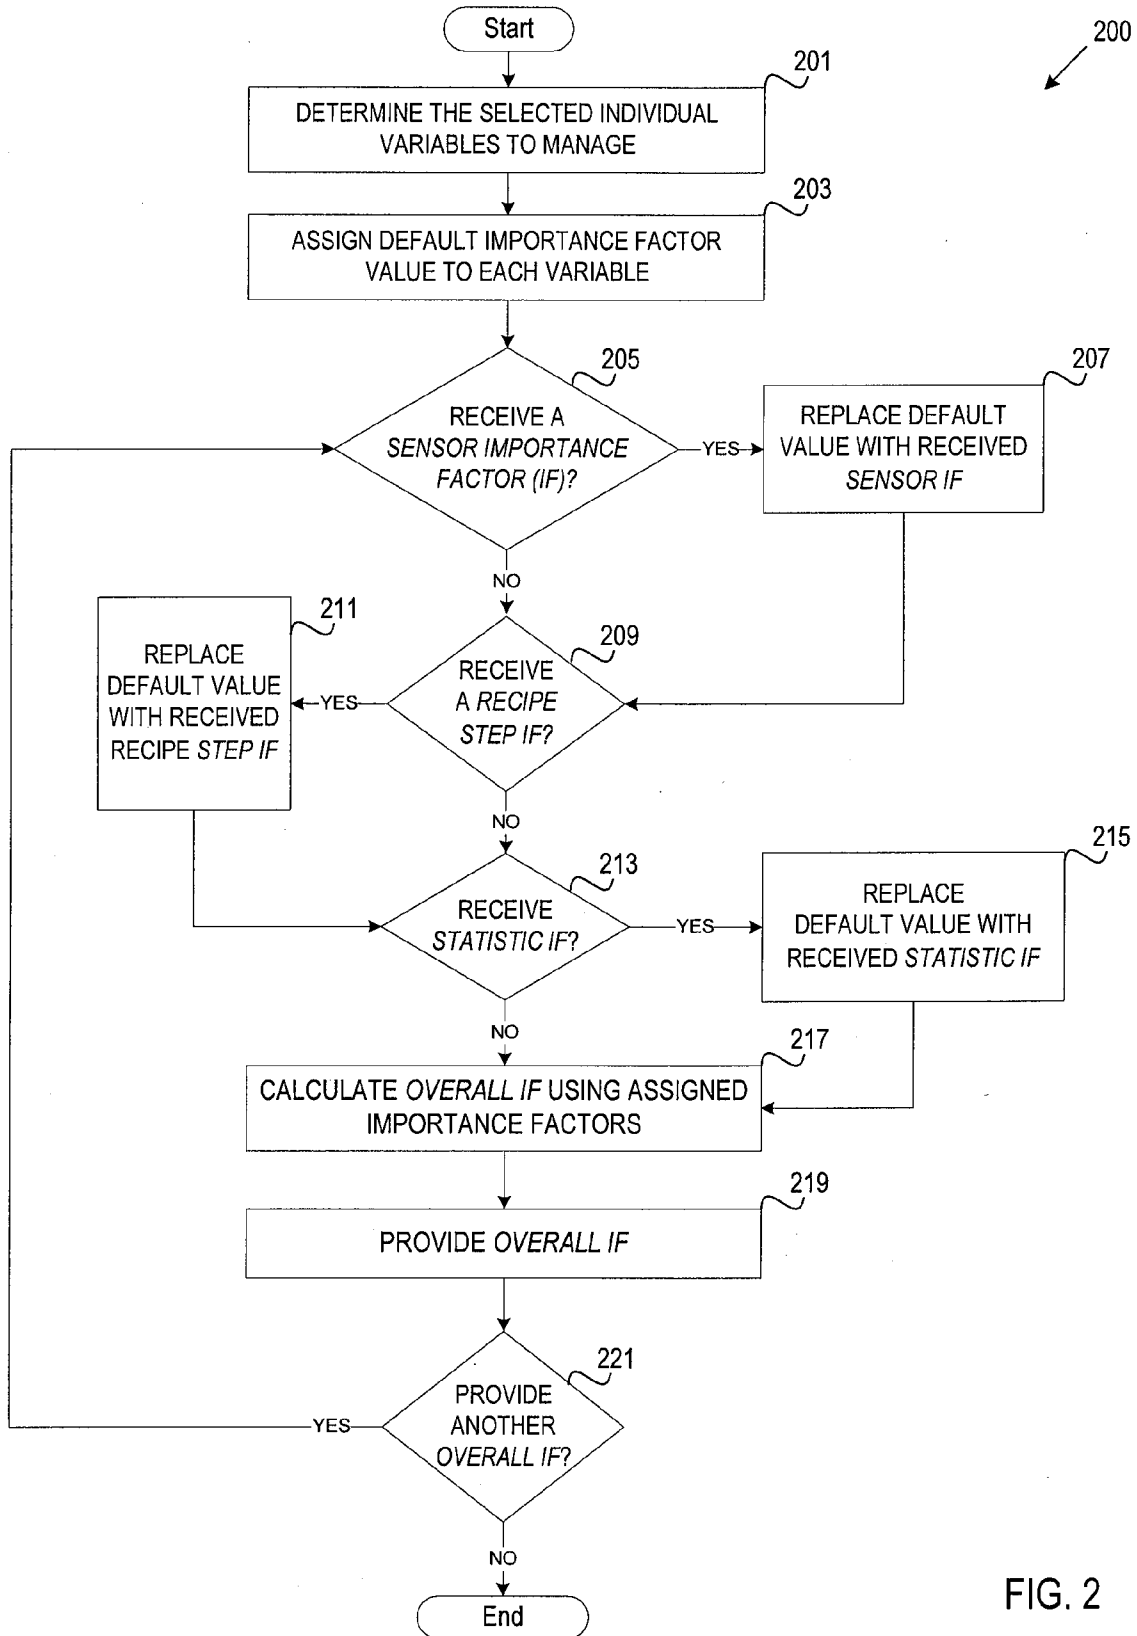 Start
200
201
DETERMINE THE SELECTED INDIVIDUAL
VARIABLES TO MANAGE
203
ASSIGN DEFAULT IMPORTANCE FACTOR
VALUE TO EACH VARIABLE
205
RECEIVE A
SENSOR IMPORTANCE
FACTOR (IF)?
YES
207
REPLACE DEFAULT
VALUE WITH RECEIVED
SENSOR IF
NO
211
REPLACE
DEFAULT VALUE
WITH RECEIVED
RECIPE STEP IF
YES
209
RECEIVE
A RECIPE
STEP IF?
NO
213
RECEIVE
STATISTIC IF?
YES
215
REPLACE
DEFAULT VALUE WITH
RECEIVED STATISTIC IF
NO
217
CALCULATE OVERALL IF USING ASSIGNED
IMPORTANCE FACTORS
219
PROVIDE OVERALL IF
221
PROVIDE
ANOTHER
OVERALL IF?
YES
NO
End
FIG. 2